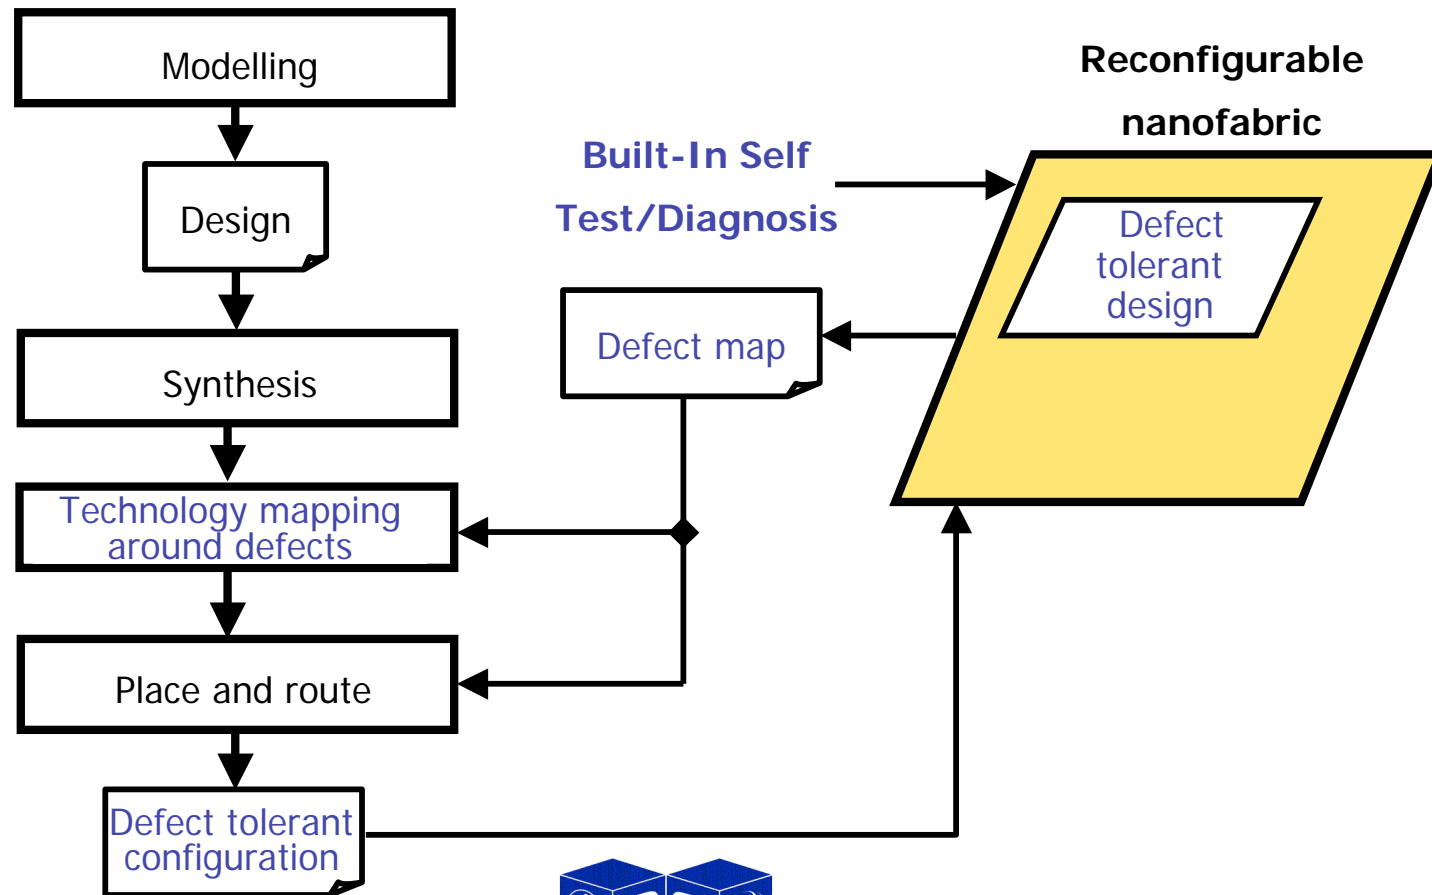 Modelling
Design
Synthesis
Technology mapping
around defects
Place and route
Defect tolerant
configuration
Built-In Self
Test/Diagnosis
Defect map
Reconfigurable
nanofabric
Defect
tolerant
design